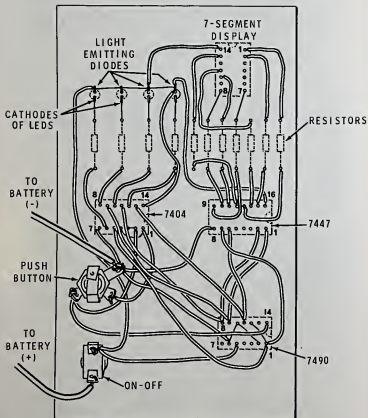 7-SEGMENT
DISPLAY
LIGHT
EMITTING
DIODES
14 1
8 7
CATHODES
OF LEDS
RESISTORS
TO
BATTERY
(-)
8 14
7 1
7404
9 16
8 1
7447
PUSH
BUTTON
TO
BATTERY
(+)
ON-OFF
8 14
7 1
7490